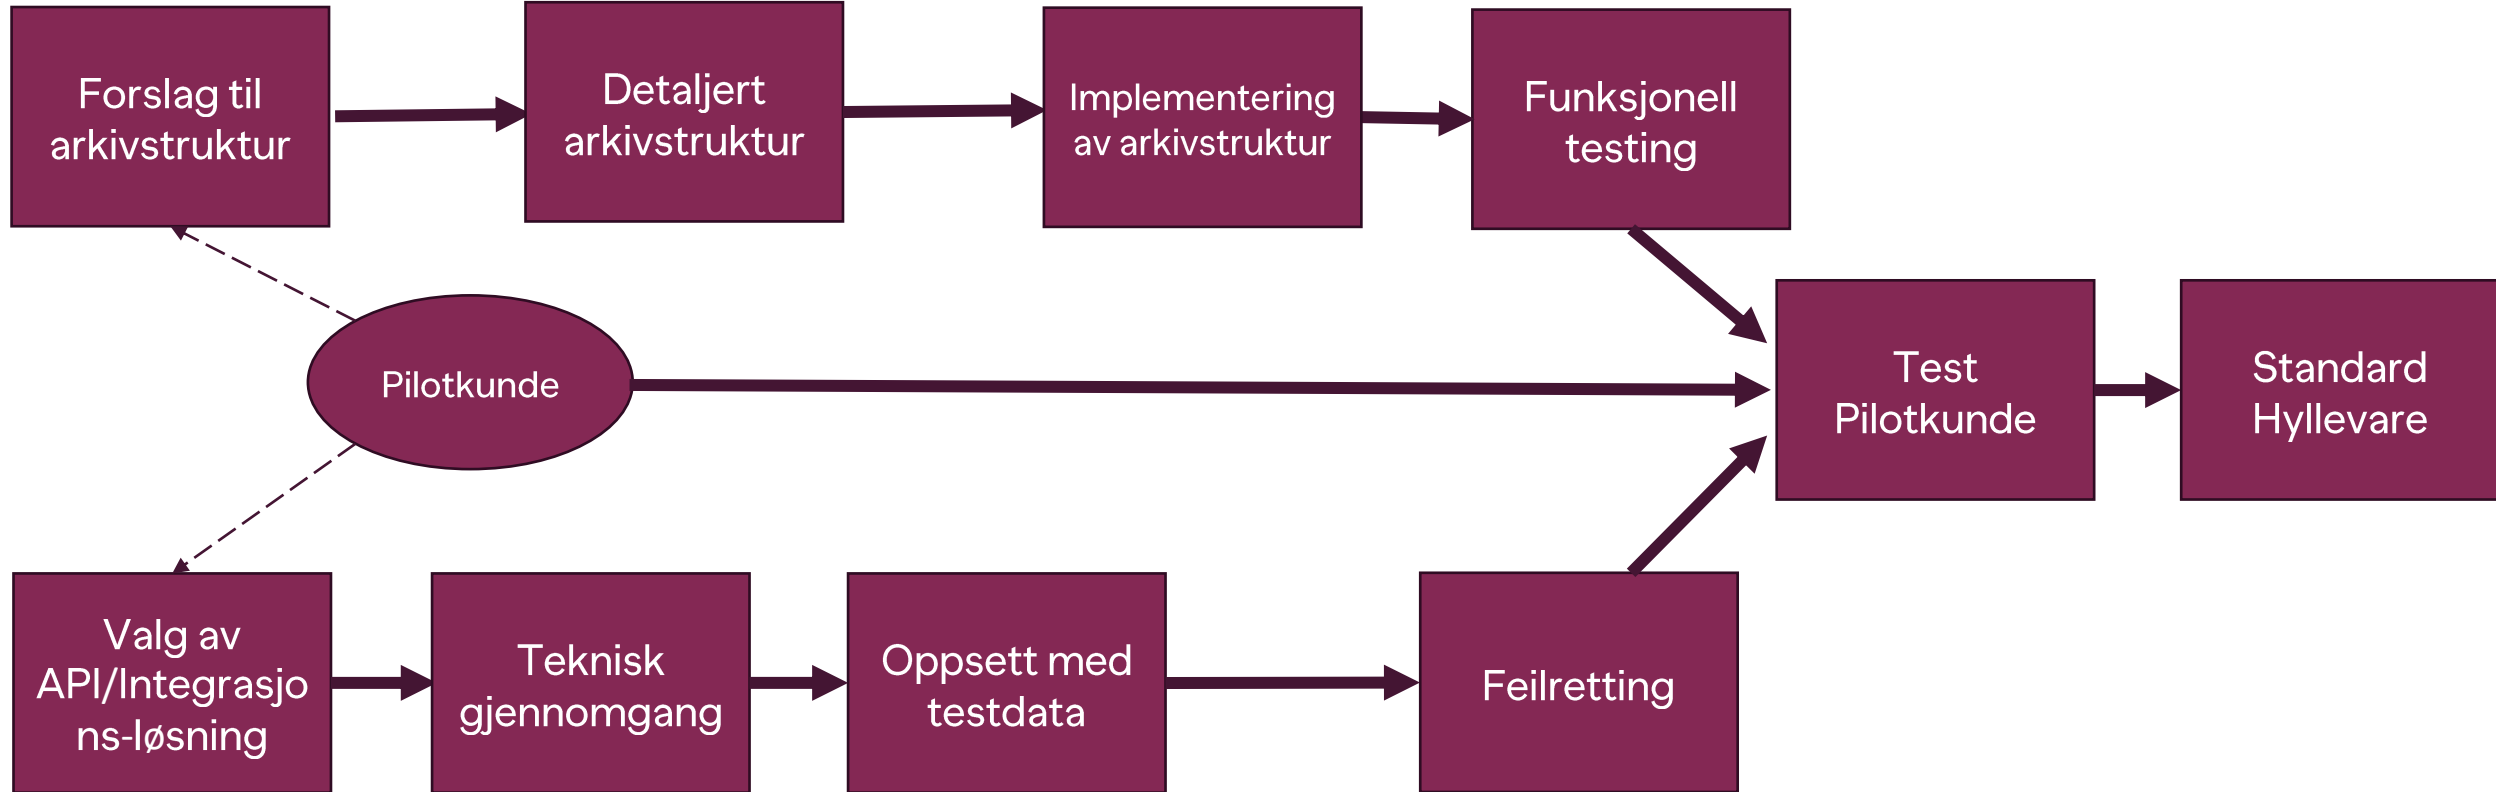 Forslag til
arkivstruktur
Detaljert
arkivstruktur
Implementering
av arkivstruktur
Funksjonell
testing
Pilotkunde
Test
Pilotkunde
Standard
Hyllevare
Valg av
API/Integrasjo
ns-løsning
Teknisk
gjennomgang
Oppsett med
testdata
Feilretting